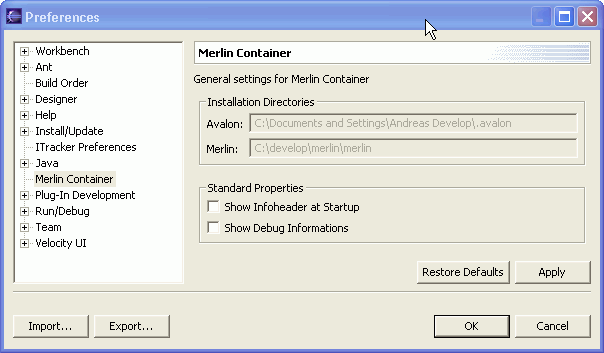 Preferences
Workbench
Ant
Build Order
Designer
Help
Install/Update
ITracker Preferences
Java
Merlin Container
Plug-In Development
Run/Debug
Team
Velocity UI
Merlin Container
General settings for Merlin Container
Installation Directories
Avalon: C:\Documents and Settings\Andreas Develop\.avalon
Merlin: C:\develop\merlin\merlin
Standard Properties
Show Infoheader at Startup
Show Debug Informations
Restore Defaults Apply
Import... Export... OK Cancel